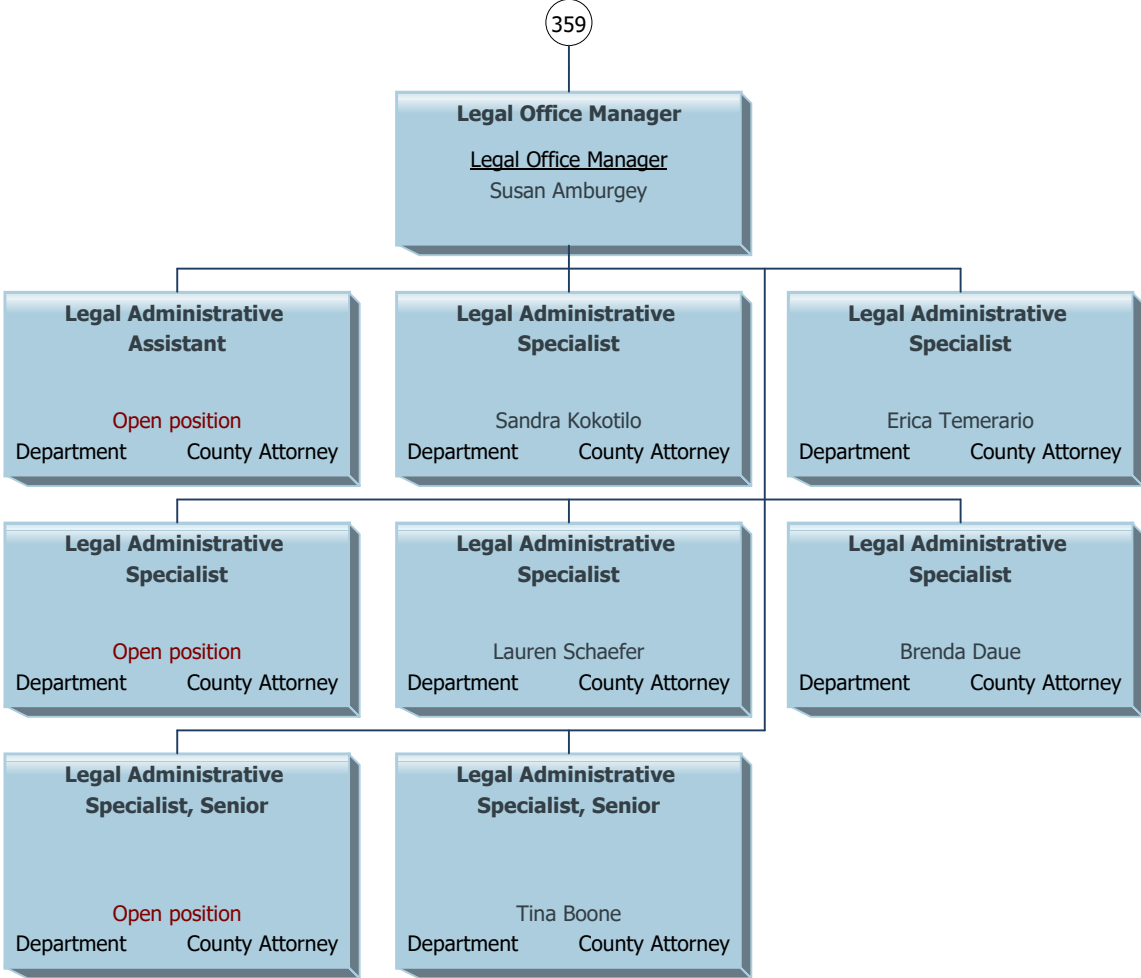 359
Legal Office Manager
Legal Office Manager
Susan Amburgey
Legal Administrative
Assistant
Open position
Department County Attorney
Legal Administrative
Specialist
Sandra Kokotilo
Department County Attorney
Legal Administrative
Specialist
Erica Temerario
Department County Attorney
Legal Administrative
Specialist
Open position
Department County Attorney
Legal Administrative
Specialist
Lauren Schaefer
Department County Attorney
Legal Administrative
Specialist
Brenda Daue
Department County Attorney
Legal Administrative
Specialist, Senior
Open position
Department County Attorney
Legal Administrative
Specialist, Senior
Tina Boone
Department County Attorney